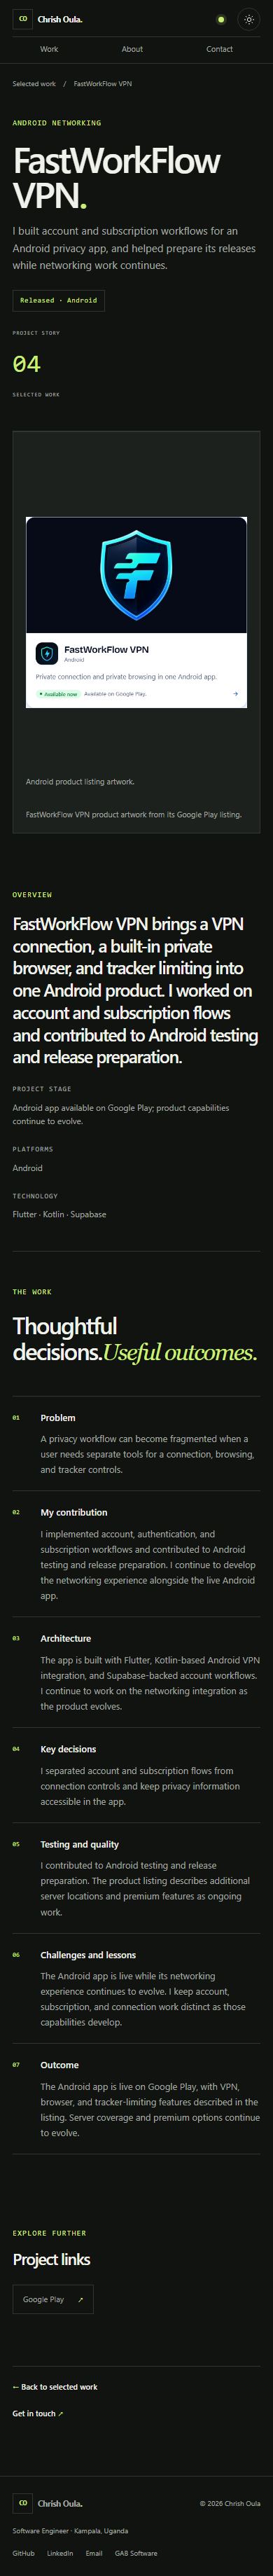 CO Chrish Oula.
Work About Contact
Selected work / FastWorkFlow VPN
ANDROID NETWORKING
FastWorkFlow
VPN.
I built account and subscription workflows for an
Android privacy app, and helped prepare its releases
while networking work continues.
Released · Android
PROJECT STORY
04
SELECTED WORK
FastWorkFlow VPN
Android
Private connection and private browsing in one Android app.
Available now Available on Google Play. →
Android product listing artwork.
FastWorkFlow VPN product artwork from its Google Play listing.
OVERVIEW
FastWorkFlow VPN brings a VPN
connection, a built-in private
browser, and tracker limiting into
one Android product. I worked on
account and subscription flows
and contributed to Android testing
and release preparation.
PROJECT STAGE
Android app available on Google Play; product capabilities
continue to evolve.
PLATFORMS
Android
TECHNOLOGY
Flutter · Kotlin · Supabase
THE WORK
Thoughtful
decisions. Useful outcomes.
01 Problem
A privacy workflow can become fragmented when a
user needs separate tools for a connection, browsing,
and tracker controls.
02 My contribution
I implemented account, authentication, and
subscription workflows and contributed to Android
testing and release preparation. I continue to develop
the networking experience alongside the live Android
app.
03 Architecture
The app is built with Flutter, Kotlin-based Android VPN
integration, and Supabase-backed account workflows.
I continue to work on the networking integration as
the product evolves.
04 Key decisions
I separated account and subscription flows from
connection controls and keep privacy information
accessible in the app.
05 Testing and quality
I contributed to Android testing and release
preparation. The product listing describes additional
server locations and premium features as ongoing
work.
06 Challenges and lessons
The Android app is live while its networking
experience continues to evolve. I keep account,
subscription, and connection work distinct as those
capabilities develop.
07 Outcome
The Android app is live on Google Play, with VPN,
browser, and tracker-limiting features described in the
listing. Server coverage and premium options continue
to evolve.
EXPLORE FURTHER
Project links
Google Play ↗
← Back to selected work
Get in touch ↗
CO Chrish Oula. © 2026 Chrish Oula
Software Engineer · Kampala, Uganda
GitHub LinkedIn Email GAB Software